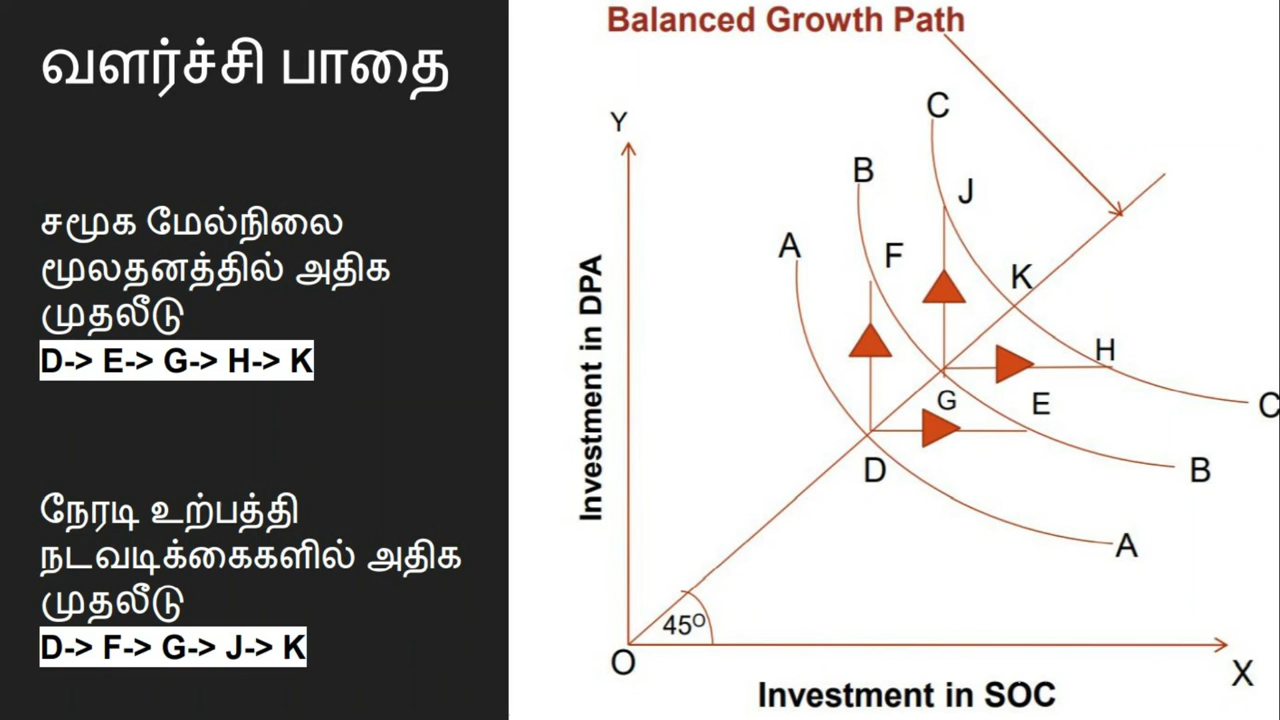 வளர்ச்சி பாதை
சமூக மேல்நிலை
மூலதனத்தில் அதிக
முதலீடு
D-> E-> G-> H-> K
நேரடி உற்பத்தி
நடவடிக்கைகளில் அதிக
முதலீடு
D-> F-> G-> J-> K
Balanced Growth Path
Y
C
B
J
A
F
K
H
G
E
C
D
B
A
Investment in DPA
45O
O
X
Investment in SOC